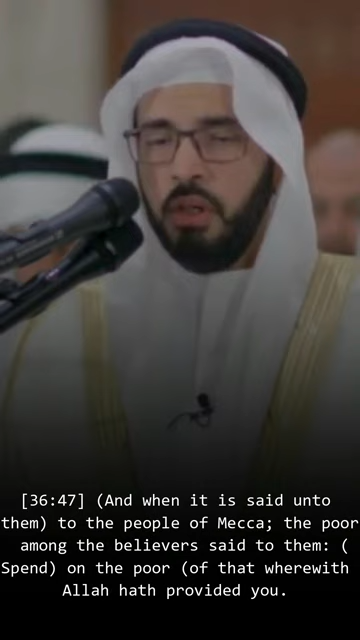 [36:47] (And when it is said unto
them) to the people of Mecca; the poor
among the believers said to them: (
Spend) on the poor (of that wherewith
Allah hath provided you.